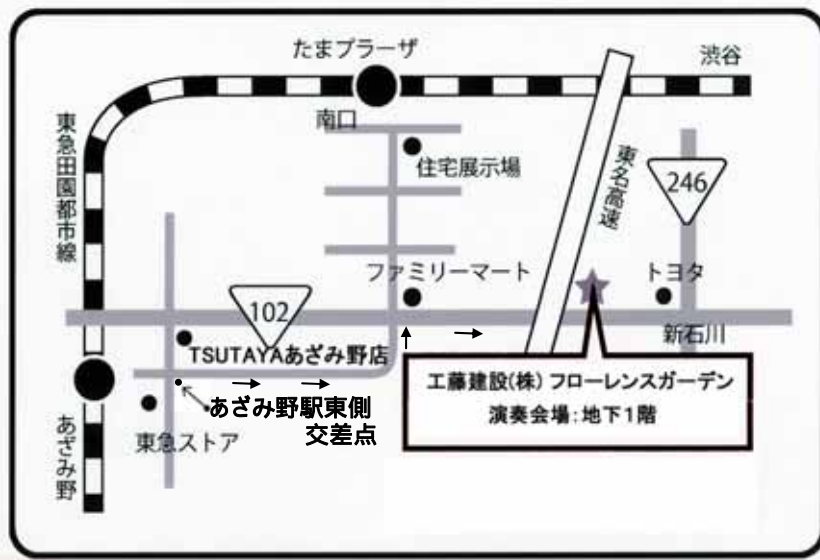 たまプラーザ
渋谷
南口
東急田園都市線
住宅展示場
東名高速
246
ファミリーマート
トヨタ
102
新石川
TSUTAYAあざみ野店
工藤建設(株) フローレンスガーデン
演奏会場:地下1階
あざみ野駅東側
交差点
東急ストア
あざみ野